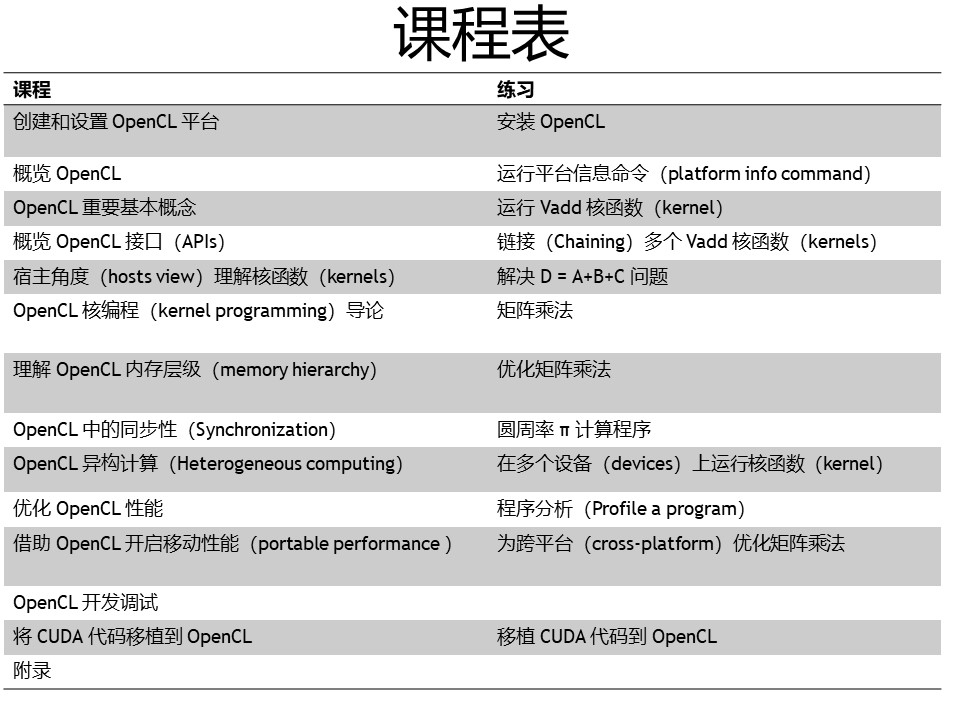 课程表
课程 练习
创建和设置 OpenCL 平台 安装 OpenCL
概览 OpenCL 运行平台信息命令（platform info command）
OpenCL 重要基本概念 运行 Vadd 核函数（kernel）
概览 OpenCL 接口（APIs） 链接（Chaining）多个 Vadd 核函数（kernels）
宿主角度（hosts view）理解核函数（kernels） 解决 D = A+B+C 问题
OpenCL 核编程（kernel programming）导论 矩阵乘法
理解 OpenCL 内存层级（memory hierarchy） 优化矩阵乘法
OpenCL 中的同步性（Synchronization） 圆周率 π 计算程序
OpenCL 异构计算（Heterogeneous computing） 在多个设备（devices）上运行核函数（kernel）
优化 OpenCL 性能 程序分析（Profile a program）
借助 OpenCL 开启移动性能（portable performance ） 为跨平台（cross-platform）优化矩阵乘法
OpenCL 开发调试
将 CUDA 代码移植到 OpenCL 移植 CUDA 代码到 OpenCL
附录